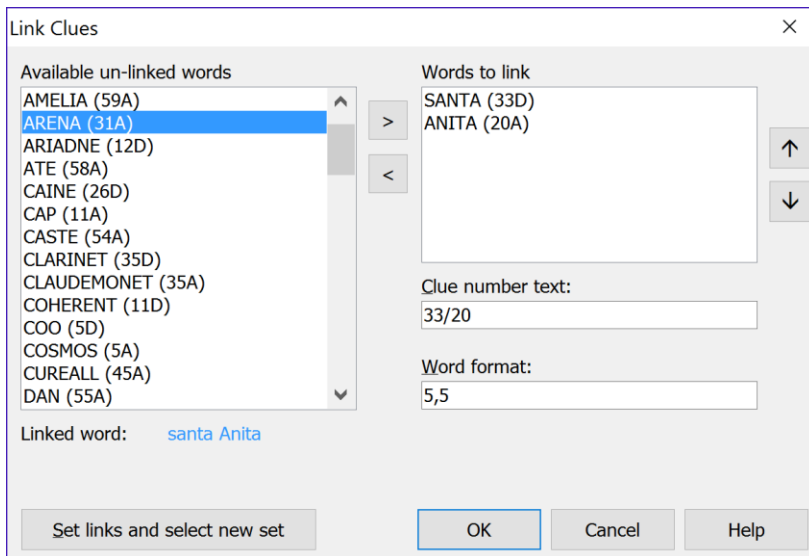 Link Clues
Available un-linked words
AMELIA (59A)
ARENA (31A)
ARIADNE (12D)
ATE (58A)
CAINE (26D)
CAP (11A)
CASTE (54A)
CLARINET (35D)
CLAUDEMONET (35A)
COHERENT (11D)
COO (5D)
COSMOS (5A)
CUREALL (45A)
DAN (55A)
>
<
Words to link
SANTA (33D)
ANITA (20A)
↑
↓
Clue number text:
33/20
Word format:
5,5
Linked word: santa Anita
Set links and select new set
OK
Cancel
Help